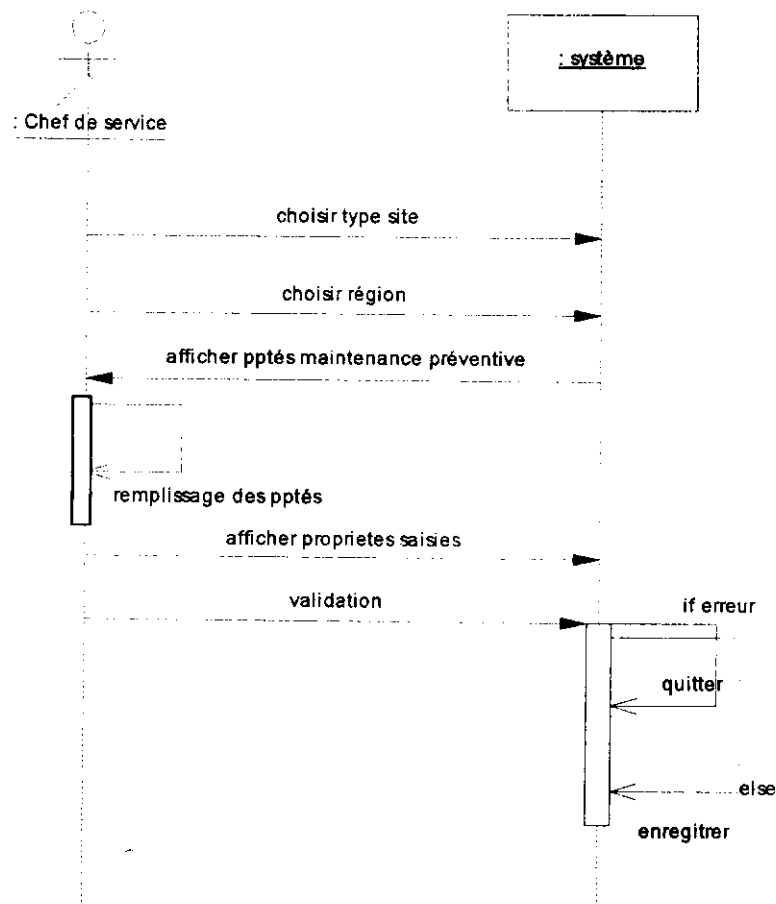 : système
: Chef de service
choisir type site
choisir région
afficher pptés maintenance préventive
remplissage des pptés
afficher proprietes saisies
validation
if erreur
quitter
else
enregitrer